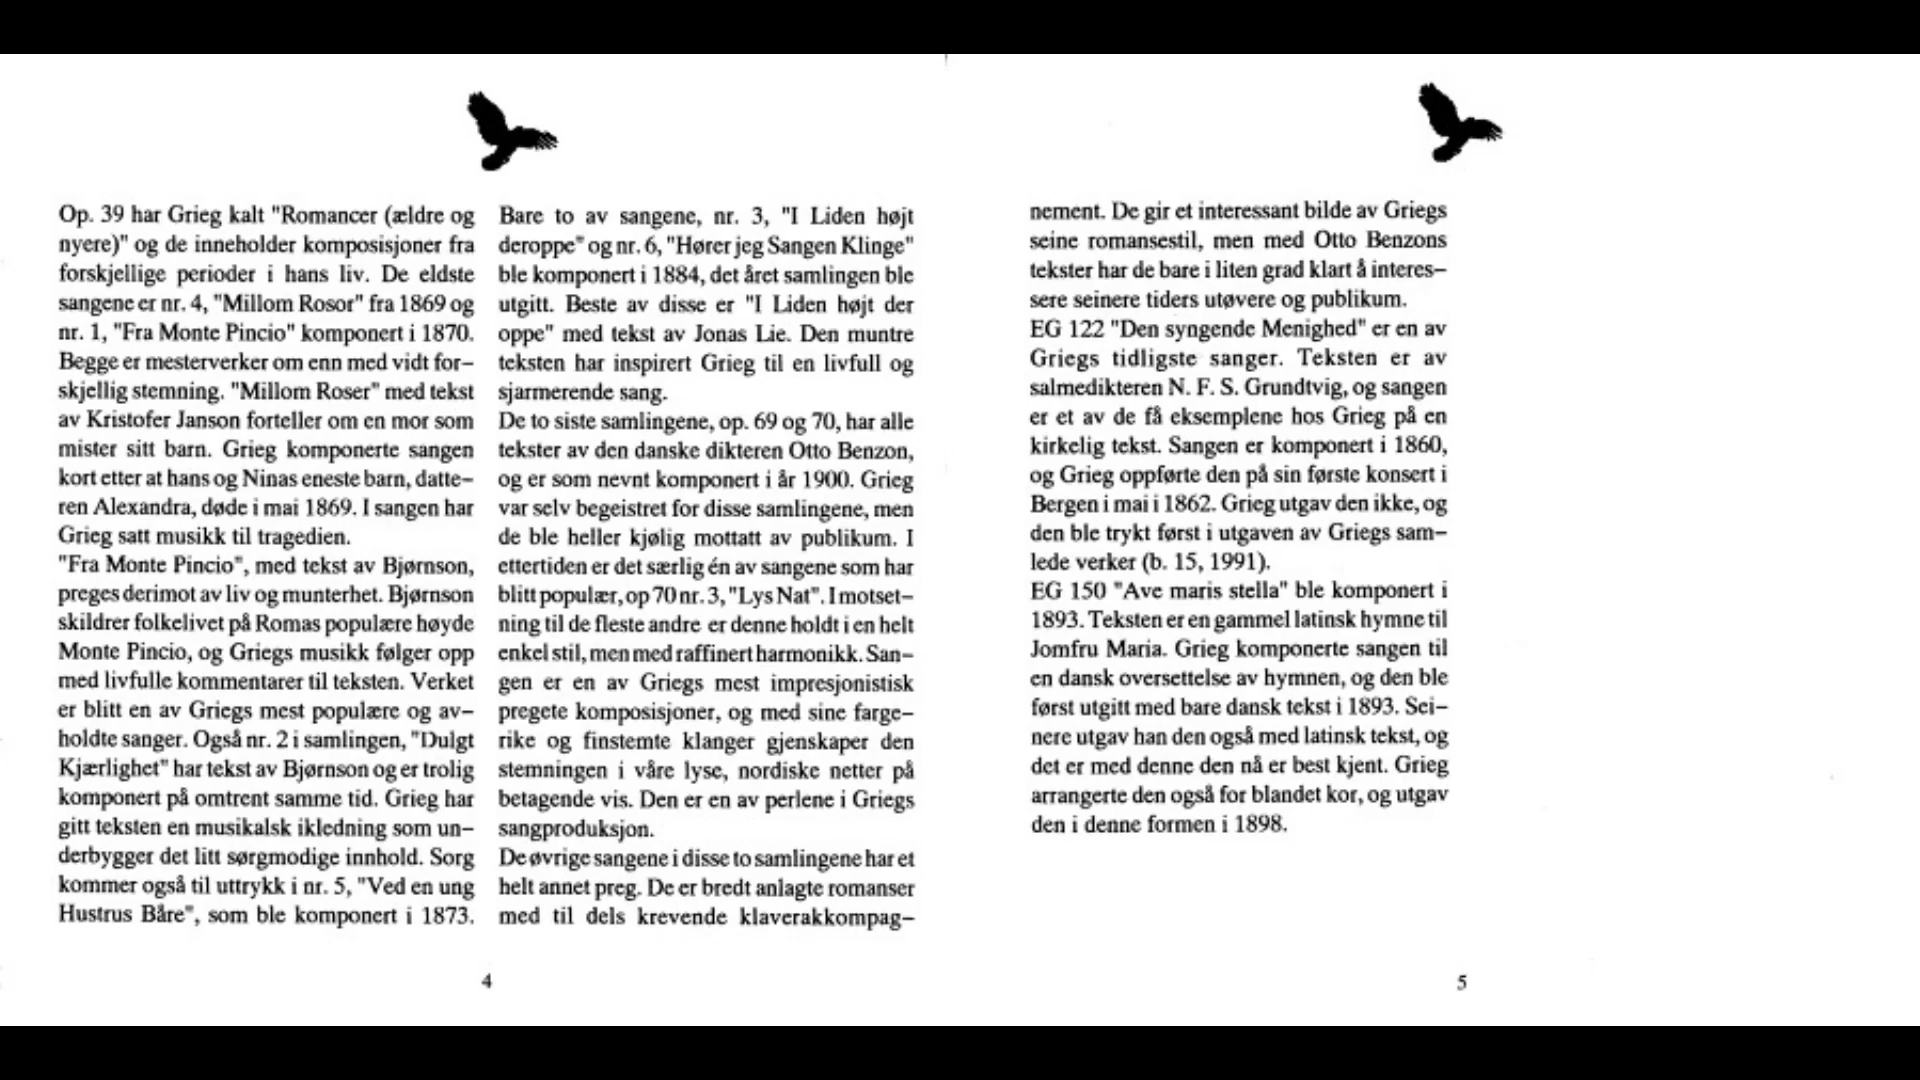 Op. 39 har Grieg kalt "Romancer (ældre og
nyere)" og de inneholder komposisjoner fra
forskjellige perioder i hans liv. De eldste
sangene er nr. 4, "Millom Rosor" fra 1869 og
nr. 1, "Fra Monte Pincio" komponert i 1870.
Begge er mesterverker om enn med vidt for-
skjellig stemning. "Millom Roser" med tekst
av Kristofer Janson forteller om en mor som
mister sitt barn. Grieg komponerte sangen
kort etter at hans og Ninas eneste barn, datte-
ren Alexandra, døde i mai 1869. I sangen har
Grieg satt musikk til tragedien.
"Fra Monte Pincio", med tekst av Bjørnson,
preges derimot av liv og munterhet. Bjørnson
skildrer folkelivet på Romas populære høyde
Monte Pincio, og Griegs musikk følger opp
med livfulle kommentarer til teksten. Verket
er blitt en av Griegs mest populære og av-
holdte sanger. Også nr. 2 i samlingen, "Dulgt
Kjærlighet" har tekst av Bjørnson og er trolig
komponert på omtrent samme tid. Grieg har
gitt teksten en musikalsk ikledning som un-
derbygger det litt sørgmodige innhold. Sorg
kommer også til uttrykk i nr. 5, "Ved en ung
Hustrus Båre", som ble komponert i 1873.
Bare to av sangene, nr. 3, "I Liden højt
deroppe" og nr. 6, "Hører jeg Sangen Klinge"
ble komponert i 1884, det året samlingen ble
utgitt. Beste av disse er "I Liden højt der
oppe" med tekst av Jonas Lie. Den muntre
teksten har inspirert Grieg til en livfull og
sjarmerende sang.
De to siste samlingene, op. 69 og 70, har alle
tekster av den danske dikteren Otto Benzon,
og er som nevnt komponert i år 1900. Grieg
var selv begeistret for disse samlingene, men
de ble heller kjølig mottatt av publikum. I
ettertiden er det særlig én av sangene som har
blitt populær, op 70 nr. 3, "Lys Nat". I motset-
ning til de fleste andre er denne holdt i en helt
enkel stil, men med raffinert harmonikk. San-
gen er en av Griegs mest impresjonistisk
pregete komposisjoner, og med sine farge-
rike og finstemte klanger gjenskaper den
stemningen i våre lyse, nordiske netter på
betagende vis. Den er en av perlene i Griegs
sangproduksjon.
De øvrige sangene i disse to samlingene har et
helt annet preg. De er bredt anlagte romanser
med til dels krevende klaverakkompag-
4
nement. De gir et interessant bilde av Griegs
seine romansestil, men med Otto Benzons
tekster har de bare i liten grad klart å interes-
sere seinere tiders utøvere og publikum.
EG 122 "Den syngende Menighed" er en av
Griegs tidligste sanger. Teksten er av
salmedikteren N. F. S. Grundtvig, og sangen
er et av de få eksemplene hos Grieg på en
kirkelig tekst. Sangen er komponert i 1860,
og Grieg oppførte den på sin første konsert i
Bergen i mai i 1862. Grieg utgav den ikke, og
den ble trykt først i utgaven av Griegs sam-
lede verker (b. 15, 1991).
EG 150 "Ave maris stella" ble komponert i
1893. Teksten er en gammel latinsk hymne til
Jomfru Maria. Grieg komponerte sangen til
en dansk oversettelse av hymnen, og den ble
først utgitt med bare dansk tekst i 1893. Sei-
nere utgav han den også med latinsk tekst, og
det er med denne den nå er best kjent. Grieg
arrangerte den også for blandet kor, og utgav
den i denne formen i 1898.
5